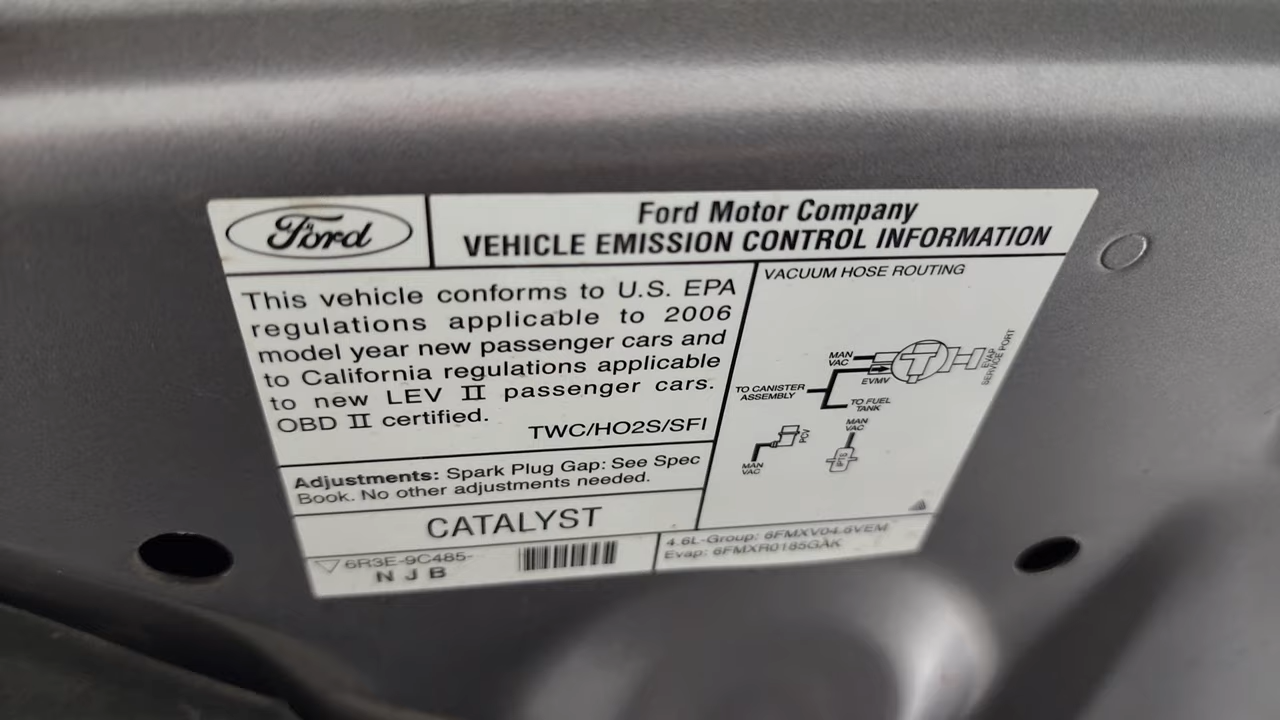 Ford
Ford Motor Company
VEHICLE EMISSION CONTROL INFORMATION
This vehicle conforms to U.S. EPA
regulations applicable to 2006
model year new passenger cars and
to California regulations applicable
to new LEV II passenger cars.
OBD II certified.
TWC/HO2S/SFI
Adjustments: Spark Plug Gap: See Spec
Book. No other adjustments needed.
CATALYST
6R3E-9C485-
N J B
VACUUM HOSE ROUTING
MAN
VAC
EVMV
EVAP
SERVICE PORT
TO CANISTER
ASSEMBLY
TO FUEL
TANK
PCV
MAN
VAC
MAN
VAC
4.6L-Group: 6FMXV04.6VEM
Evap: 6FMXR0185GAK